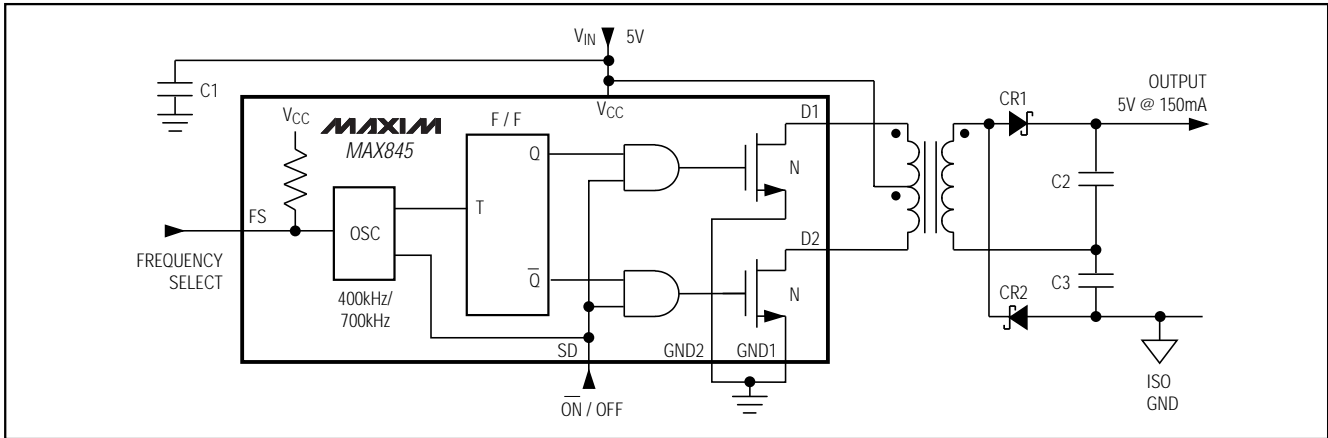 VIN 5V
C1
OUTPUT
5V @ 150mA
CR1
VCC
D1
VCC
MAXIM
MAX845
F / F
Q
N
C2
FS
T
OSC
D2
FREQUENCY
SELECT
Q̅
C3
400kHz/
700kHz
N
CR2
SD
GND2
GND1
ISO
GND
O̅N̅ / OFF